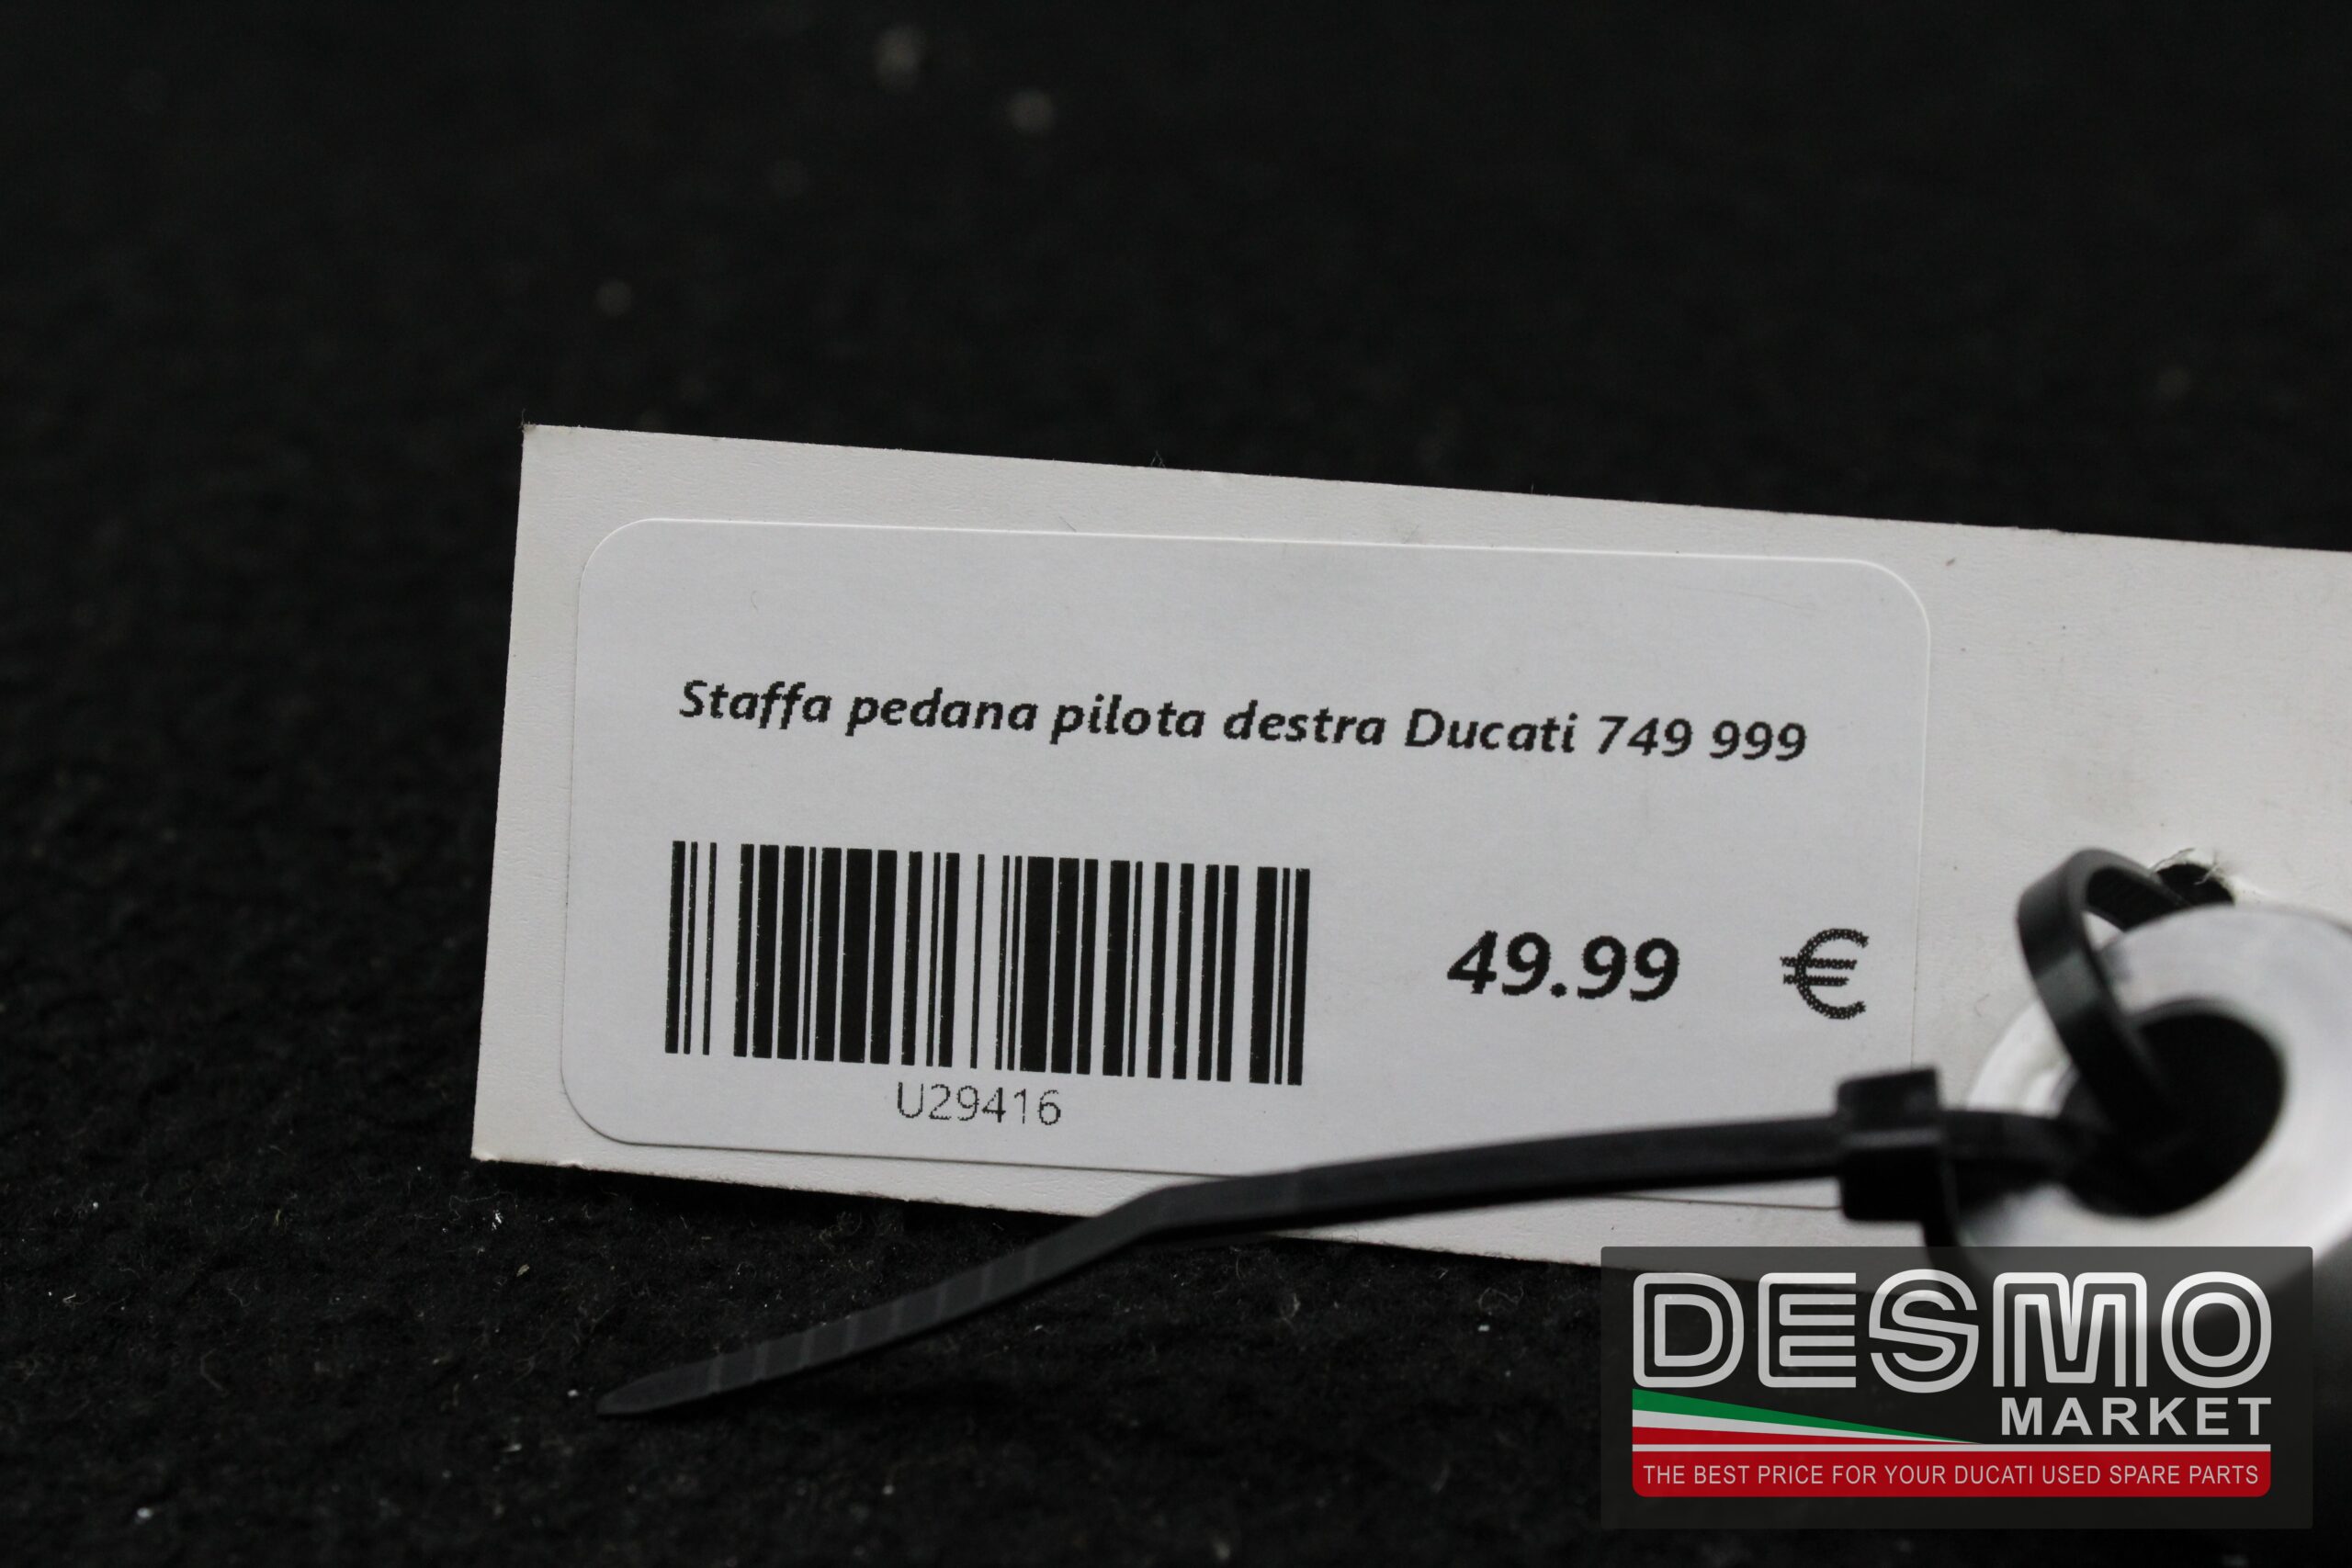 Staffa pedana pilota destra Ducati 749 999
49.99 €
U29416
DESMO
MARKET
THE BEST PRICE FOR YOUR DUCATI USED SPARE PARTS